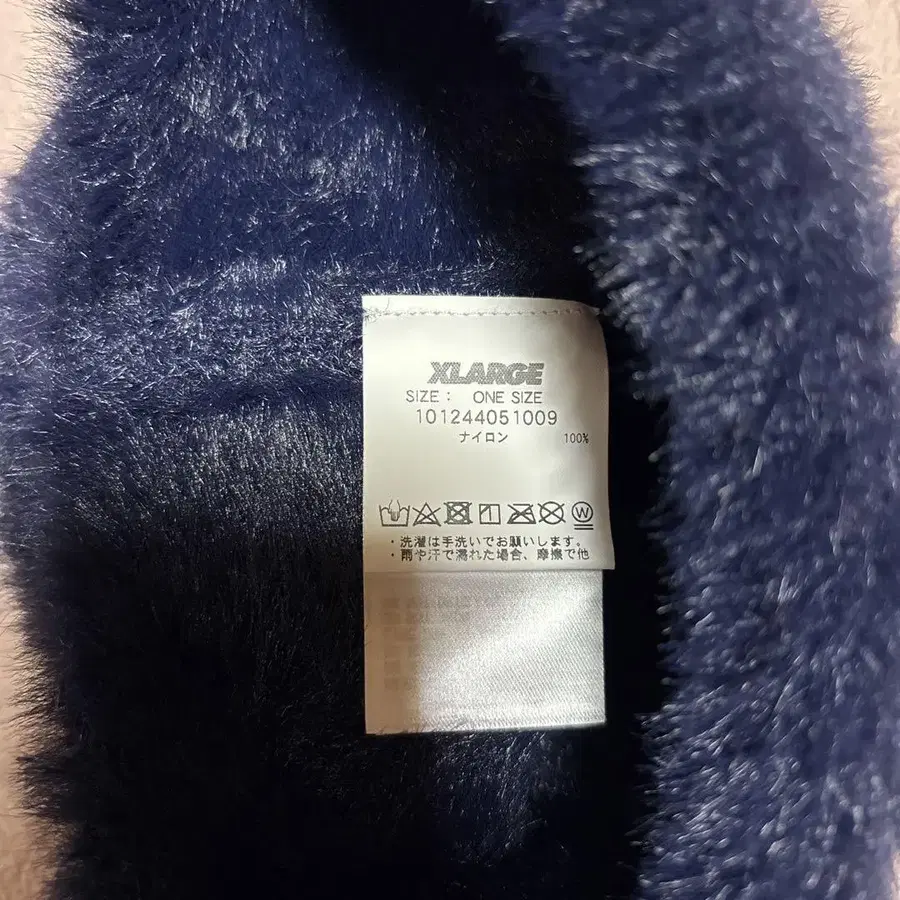 XLARGE
SIZE : ONE SIZE
101244051009
ナイロン 100%
・洗濯は手洗いでお願いします。
・雨や汗で濡れた場合、摩擦で他